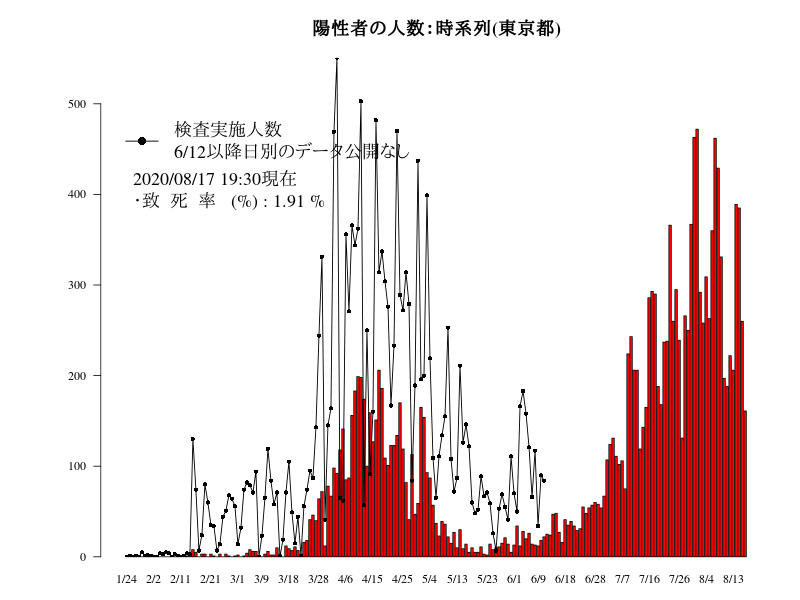 陽性者の人数：時系列(東京都)
検査実施人数
6/12以降日別のデータ公開なし
2020/08/17 19:30現在
・致 死 率 (%) : 1.91 %
500
400
300
200
100
0
1/24 2/2 2/11 2/21 3/1 3/9 3/18 3/28 4/6 4/15 4/25 5/4 5/13 5/23 6/1 6/9 6/18 6/28 7/7 7/16 7/26 8/4 8/13